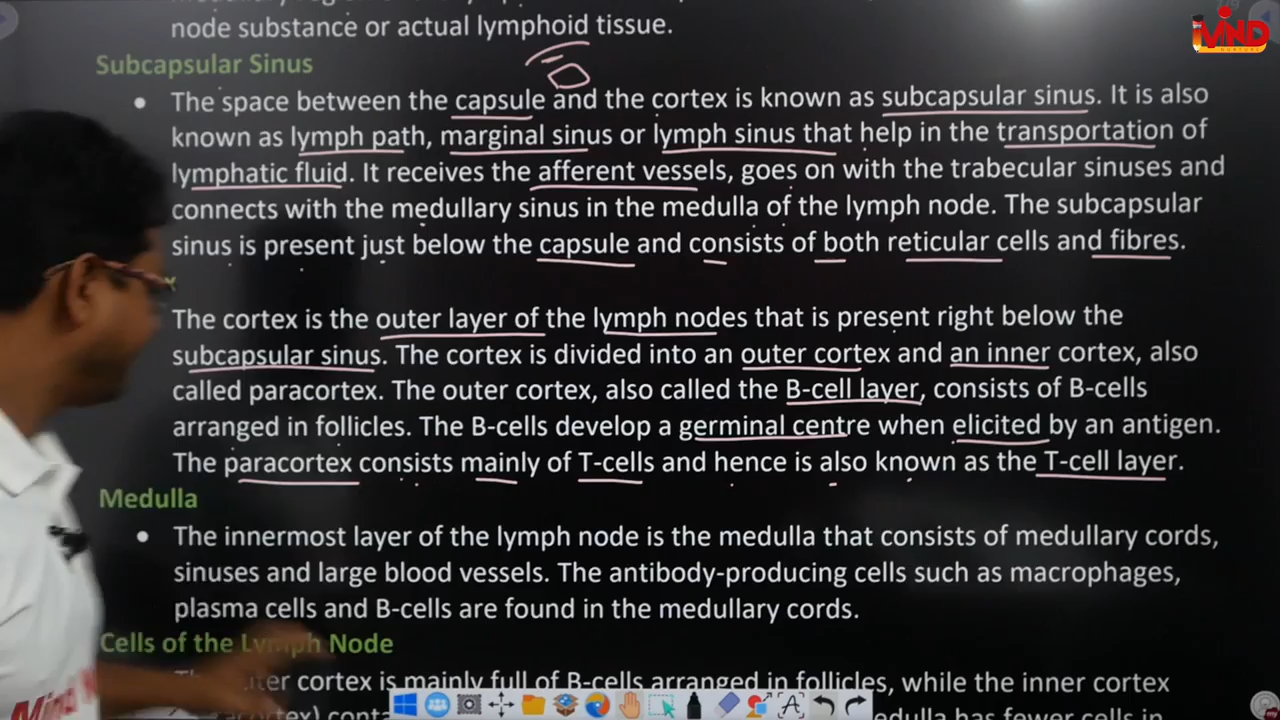 node substance or actual lymphoid tissue.
Subcapsular Sinus
• The space between the capsule and the cortex is known as subcapsular sinus. It is also
known as lymph path, marginal sinus or lymph sinus that help in the transportation of
lymphatic fluid. It receives the afferent vessels, goes on with the trabecular sinuses and
connects with the medullary sinus in the medulla of the lymph node. The subcapsular
sinus is present just below the capsule and consists of both reticular cells and fibres.
The cortex is the outer layer of the lymph nodes that is present right below the
subcapsular sinus. The cortex is divided into an outer cortex and an inner cortex, also
called paracortex. The outer cortex, also called the B-cell layer, consists of B-cells
arranged in follicles. The B-cells develop a germinal centre when elicited by an antigen.
The paracortex consists mainly of T-cells and hence is also known as the T-cell layer.
Medulla
• The innermost layer of the lymph node is the medulla that consists of medullary cords,
sinuses and large blood vessels. The antibody-producing cells such as macrophages,
plasma cells and B-cells are found in the medullary cords.
Cells of the Lymph Node
cortex is mainly full of B-cells arranged in follicles, while the inner cortex
has fewer cells in
MIND